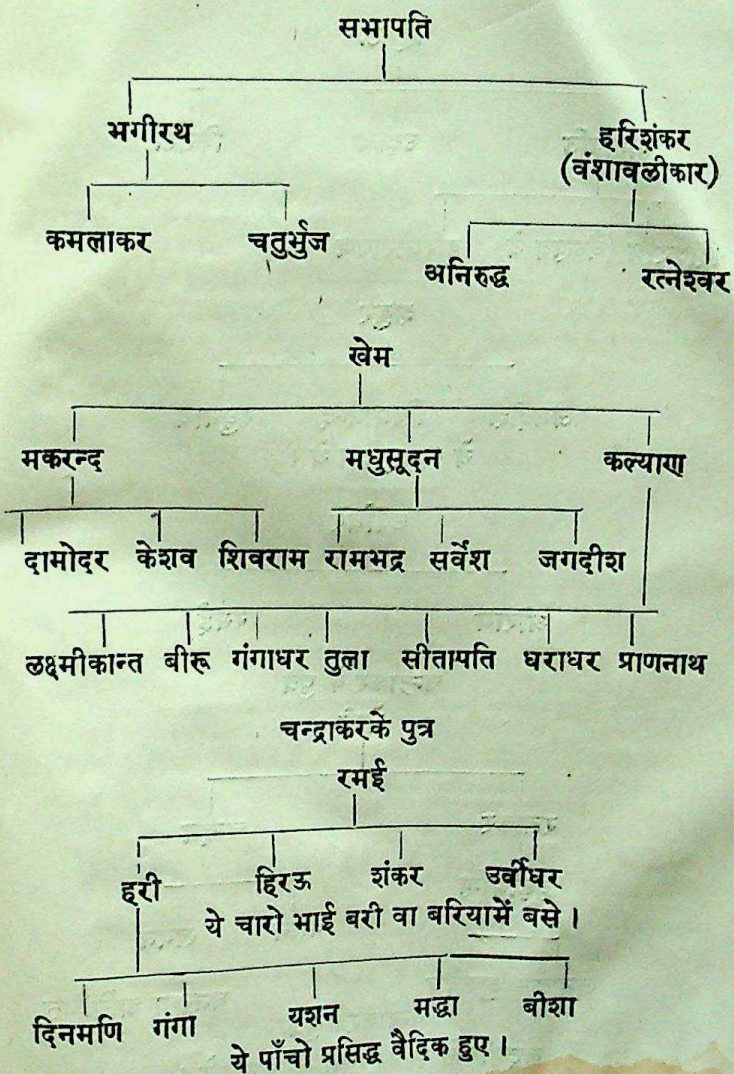 सभापति
भगीरथ हरिशंकर
(वंशावलीकार)
कमलाकर चतुर्भुज
अनिरुद्ध रत्नेश्वर
खेम
मकरन्द मधुसूदन कल्याण
दामोदर केशव शिवराम रामभद्र सर्वेश जगदीश
लक्ष्मीकान्त बीरू गंगाधर तुला सीतापति धराधर प्राणनाथ
चन्द्राकरके पुत्र
रमई
हरी हिरऊ शंकर उर्वीधर
ये चारो भाई बरी वा बरियामें बसे ।
दिनमणि गंगा यशन मद्धा बीशा
ये पाँचो प्रसिद्ध वैदिक हुए ।